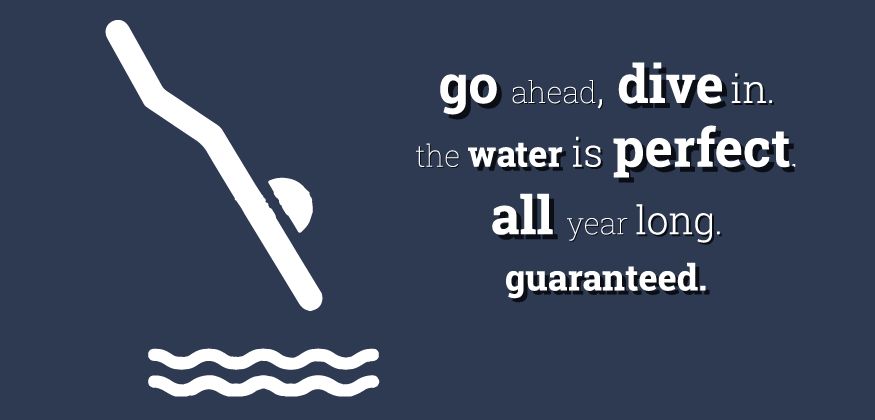 go ahead, dive in.
the water is perfect.
all year long.
guaranteed.